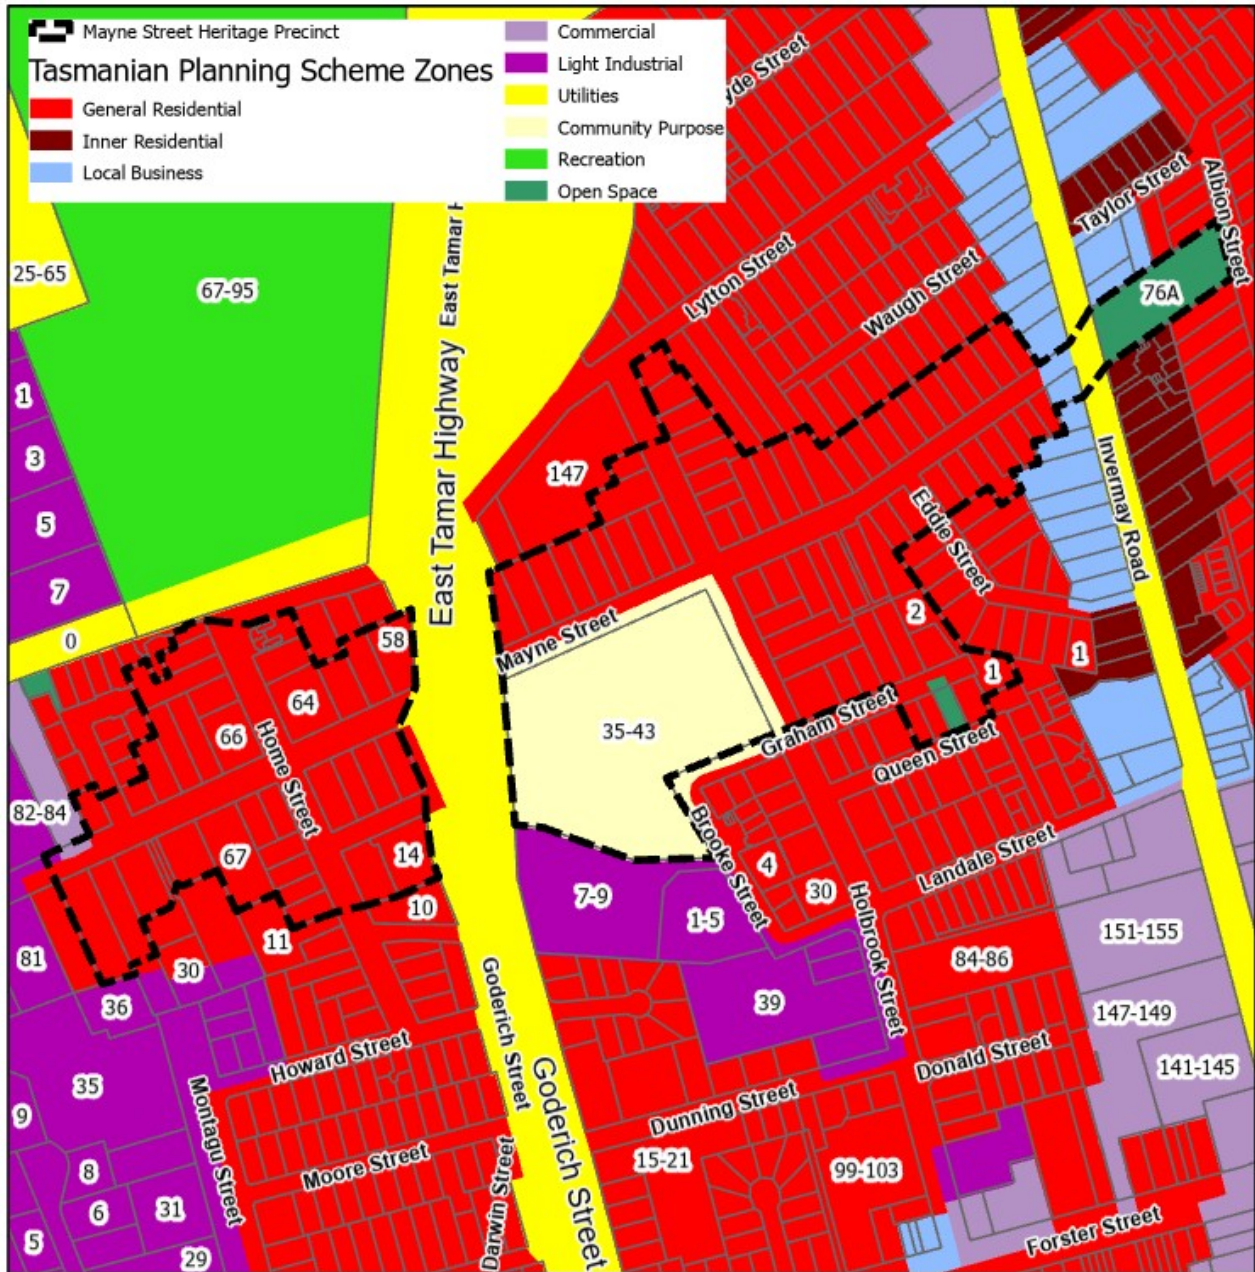 Mayne Street Heritage Precinct
Tasmanian Planning Scheme Zones
General Residential
Inner Residential
Local Business
Commercial
Light Industrial
Utilities
Community Purpose
Recreation
Open Space
Taylor Street
Albion Street
25-65
67-95
East Tamar Highway
East Tamar
Lytton Street
Waugh Street
76A
1
3
5
7
0
147
Invermay Road
Eddie Street
58
Mayne Street
2
1
1
64
66
Home Street
35-43
Graham Street
Queen Street
82-84
67
14
10
11
Brooke Street
4
30
Holbrook Street
Landale Street
7-9
1-5
81
30
36
151-155
84-86
39
147-149
141-145
Goderich Street
Goderich Street
Howard Street
Donald Street
35
9
Montagu Street
Dunning Street
Moore Street
Darwin Street
15-21
99-103
8
6
31
5
29
Forster Street